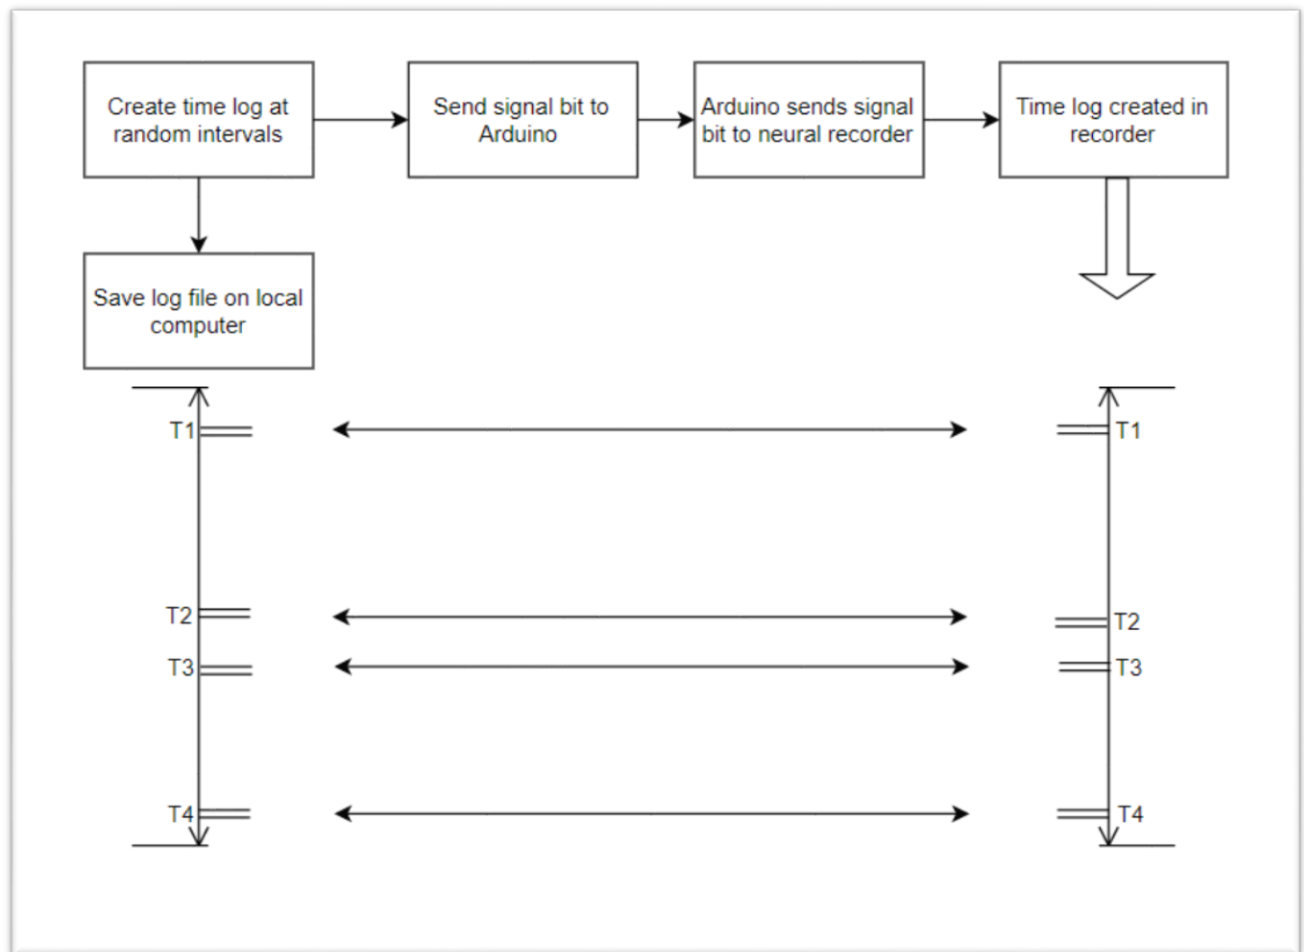 Create time log at
random intervals
Send signal bit to
Arduino
Arduino sends signal
bit to neural recorder
Time log created in
recorder
Save log file on local
computer
T1
T1
T2
T2
T3
T3
T4
T4